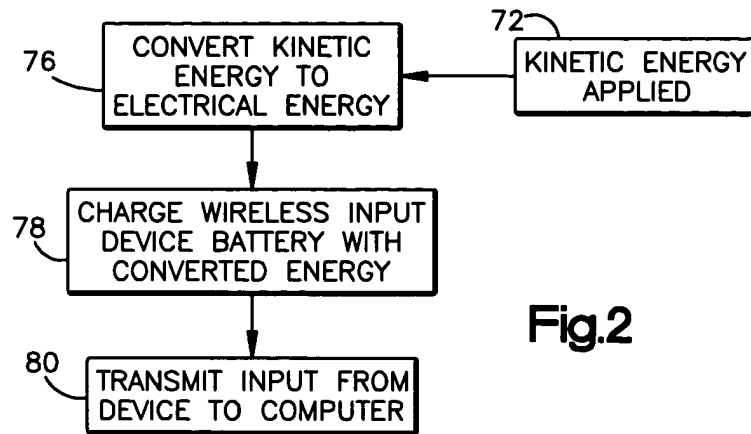 72
KINETIC ENERGY
APPLIED
76
CONVERT KINETIC
ENERGY TO
ELECTRICAL ENERGY
78
CHARGE WIRELESS INPUT
DEVICE BATTERY WITH
CONVERTED ENERGY
80
TRANSMIT INPUT FROM
DEVICE TO COMPUTER
Fig.2